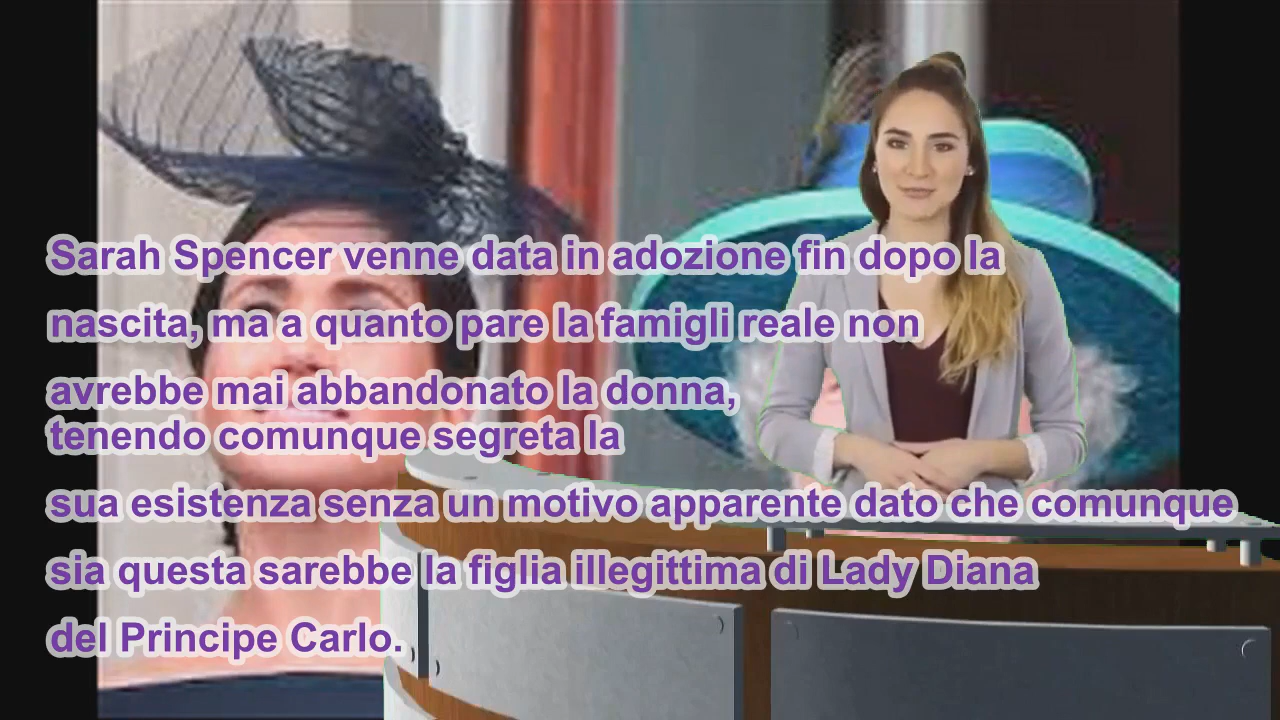 Sarah Spencer venne data in adozione fin dopo la
nascita, ma a quanto pare la famigli reale non
avrebbe mai abbandonato la donna,
tenendo comunque segreta la
sua esistenza senza un motivo apparente dato che comunque
sia questa sarebbe la figlia illegittima di Lady Diana
del Principe Carlo.